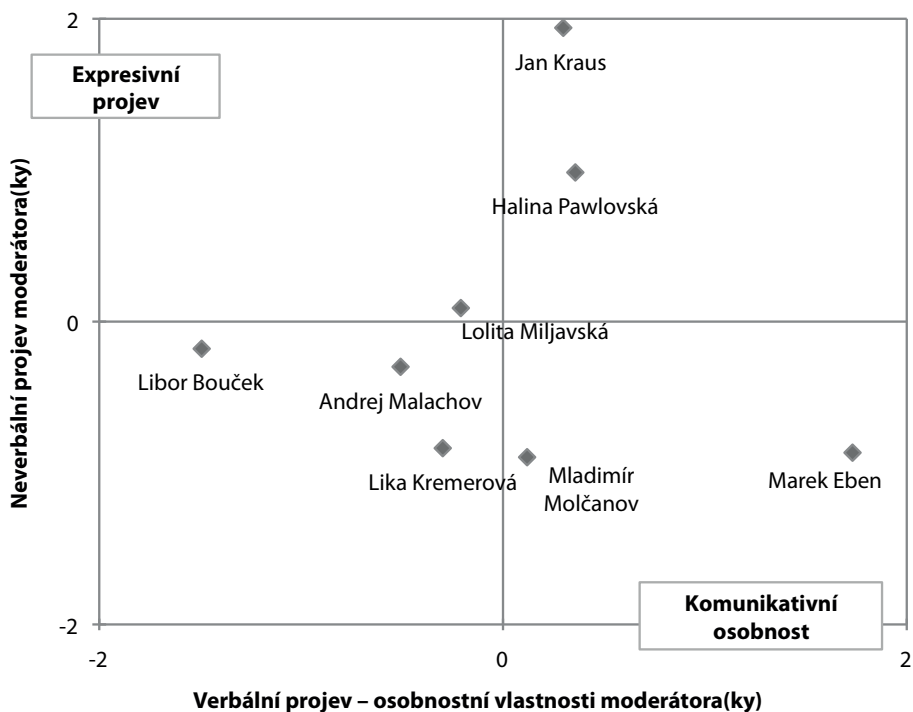 2
Expresivní
projev
Jan Kraus
Halina Pawlovská
Neverbální projev moderátora(ky)
0
Lolita Miljavská
Libor Bouček
Andrej Malachov
Lika Kremerová
Mladimír
Molčanov
Marek Eben
Komunikativní
osobnost
-2
-2
0
2
Verbální projev – osobnostní vlastnosti moderátora(ky)